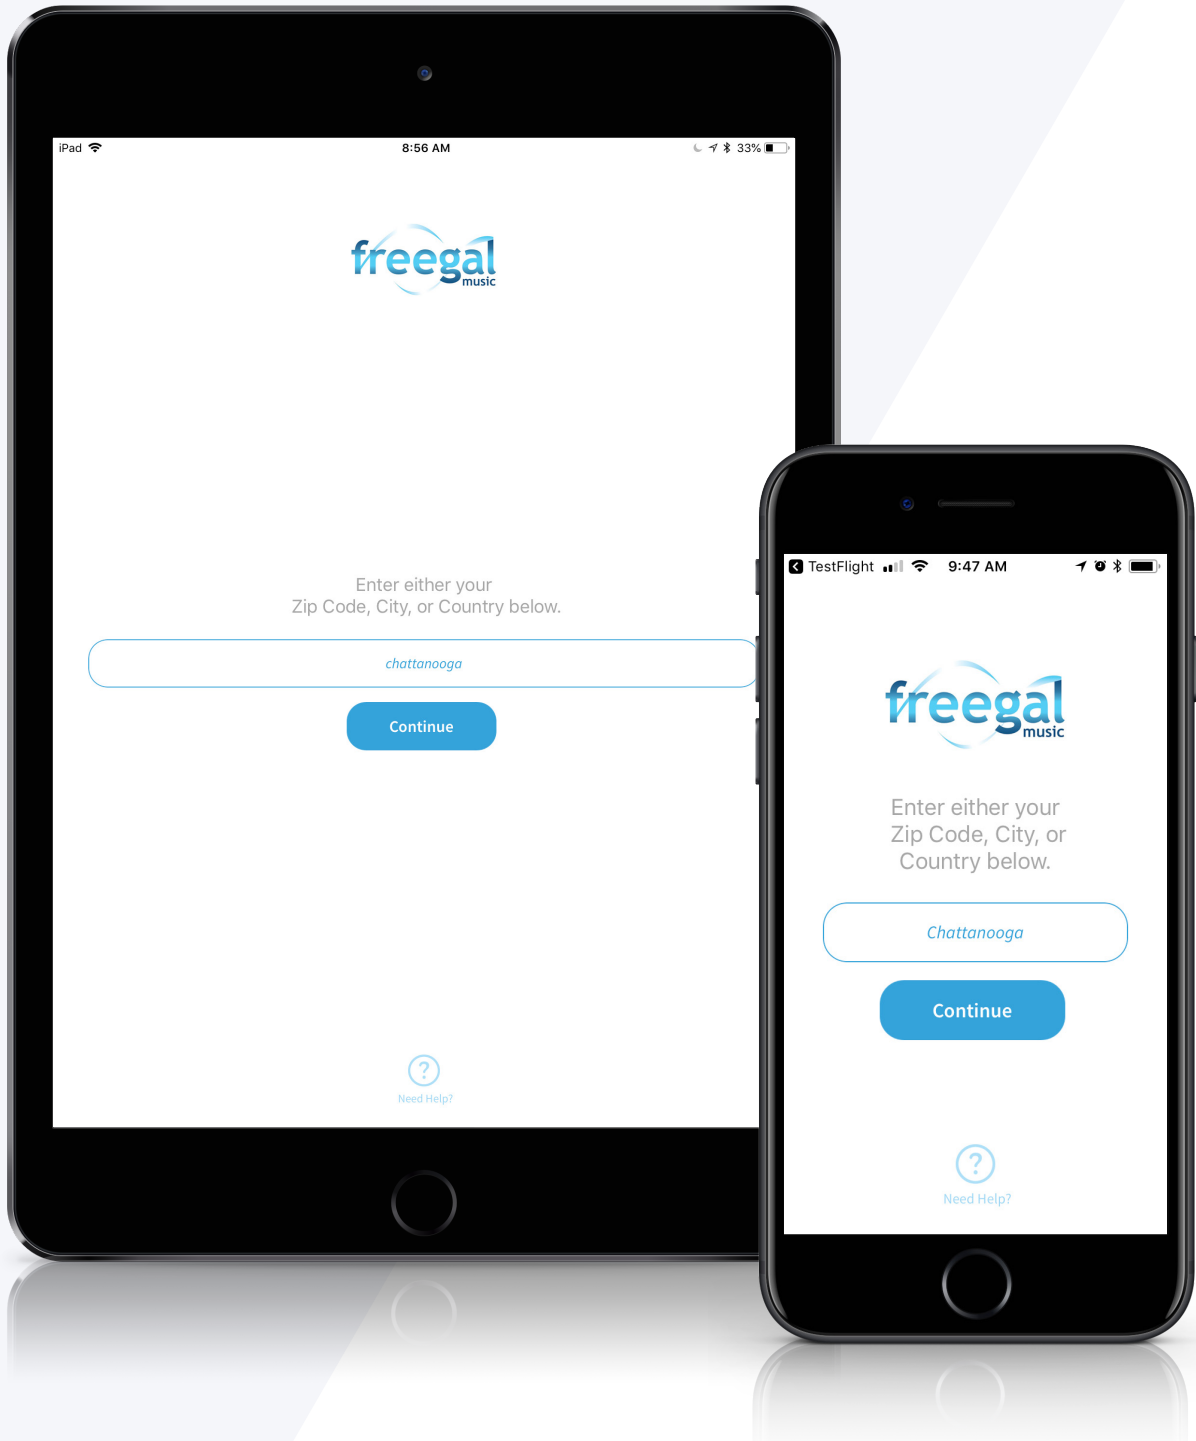 iPad
8:56 AM
33%
freegal
music
Enter either your
Zip Code, City, or Country below.
chattanooga
Continue
?
Need Help?
TestFlight
9:47 AM
freegal
music
Enter either your
Zip Code, City, or
Country below.
Chattanooga
Continue
?
Need Help?